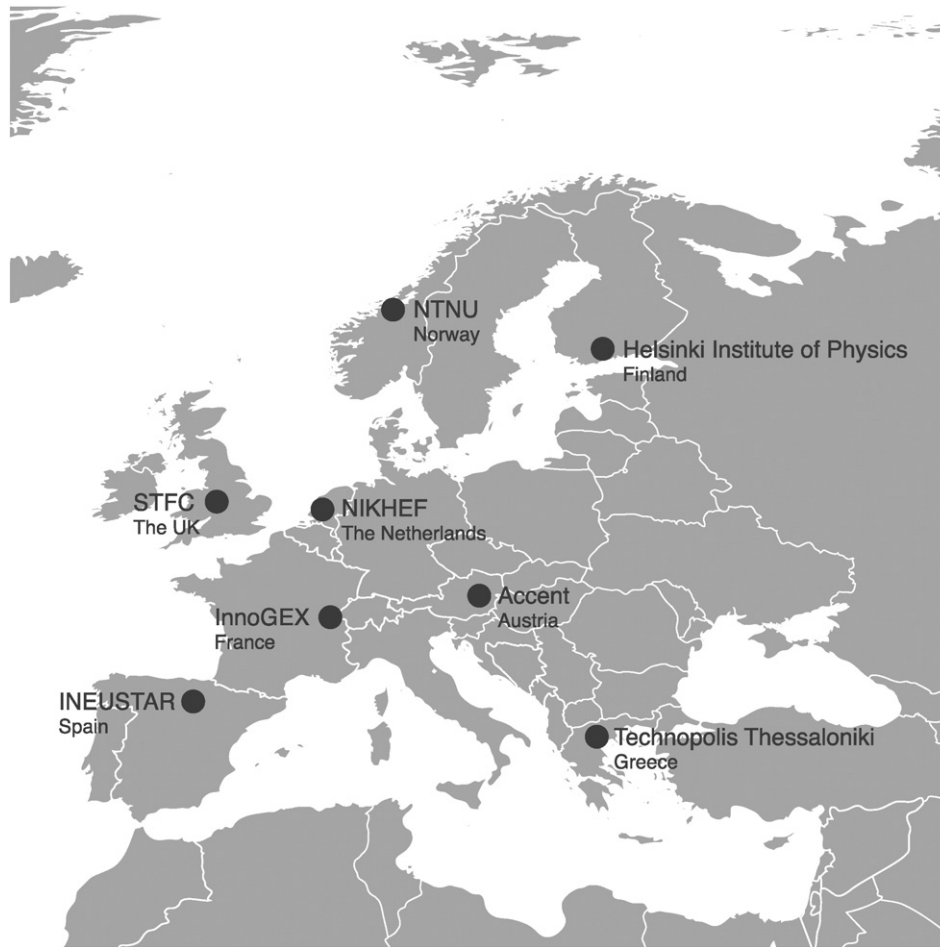 NTNU
Norway
Helsinki Institute of Physics
Finland
STFC
The UK
NIKHEF
The Netherlands
Accent
Austria
InnoGEX
France
INEUSTAR
Spain
Technopolis Thessaloniki
Greece